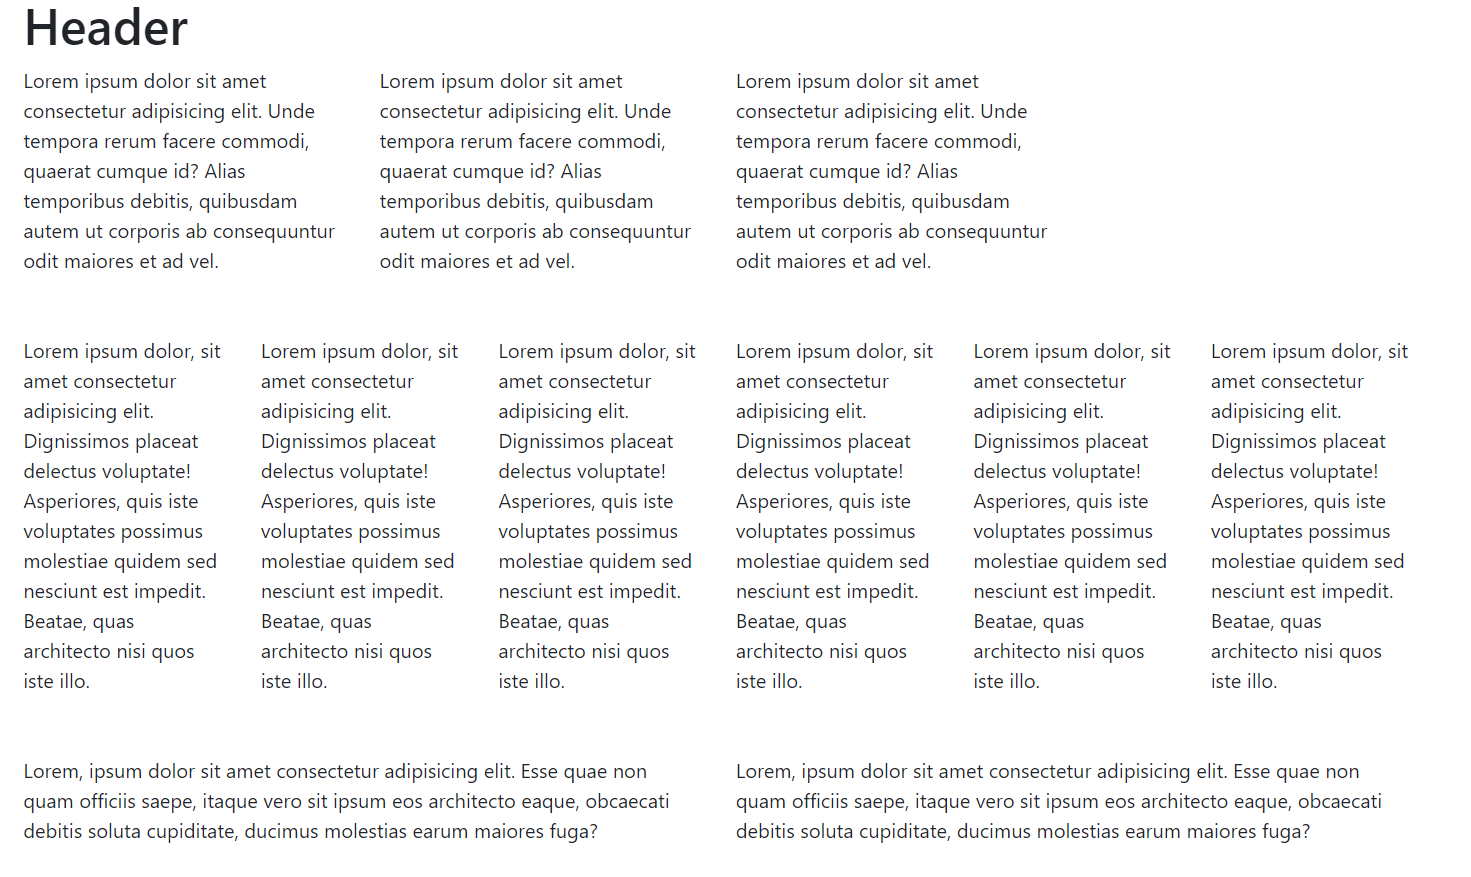 Header
Lorem ipsum dolor sit amet
consectetur adipisicing elit. Unde
tempora rerum facere commodi,
quaerat cumque id? Alias
temporibus debitis, quibusdam
autem ut corporis ab consequuntur
odit maiores et ad vel.
Lorem ipsum dolor sit amet
consectetur adipisicing elit. Unde
tempora rerum facere commodi,
quaerat cumque id? Alias
temporibus debitis, quibusdam
autem ut corporis ab consequuntur
odit maiores et ad vel.
Lorem ipsum dolor sit amet
consectetur adipisicing elit. Unde
tempora rerum facere commodi,
quaerat cumque id? Alias
temporibus debitis, quibusdam
autem ut corporis ab consequuntur
odit maiores et ad vel.
Lorem ipsum dolor, sit
amet consectetur
adipisicing elit.
Dignissimos placeat
delectus voluptate!
Asperiores, quis iste
voluptates possimus
molestiae quidem sed
nesciunt est impedit.
Beatae, quas
architecto nisi quos
iste illo.
Lorem ipsum dolor, sit
amet consectetur
adipisicing elit.
Dignissimos placeat
delectus voluptate!
Asperiores, quis iste
voluptates possimus
molestiae quidem sed
nesciunt est impedit.
Beatae, quas
architecto nisi quos
iste illo.
Lorem ipsum dolor, sit
amet consectetur
adipisicing elit.
Dignissimos placeat
delectus voluptate!
Asperiores, quis iste
voluptates possimus
molestiae quidem sed
nesciunt est impedit.
Beatae, quas
architecto nisi quos
iste illo.
Lorem ipsum dolor, sit
amet consectetur
adipisicing elit.
Dignissimos placeat
delectus voluptate!
Asperiores, quis iste
voluptates possimus
molestiae quidem sed
nesciunt est impedit.
Beatae, quas
architecto nisi quos
iste illo.
Lorem ipsum dolor, sit
amet consectetur
adipisicing elit.
Dignissimos placeat
delectus voluptate!
Asperiores, quis iste
voluptates possimus
molestiae quidem sed
nesciunt est impedit.
Beatae, quas
architecto nisi quos
iste illo.
Lorem ipsum dolor, sit
amet consectetur
adipisicing elit.
Dignissimos placeat
delectus voluptate!
Asperiores, quis iste
voluptates possimus
molestiae quidem sed
nesciunt est impedit.
Beatae, quas
architecto nisi quos
iste illo.
Lorem, ipsum dolor sit amet consectetur adipisicing elit. Esse quae non
quam officiis saepe, itaque vero sit ipsum eos architecto eaque, obcaecati
debitis soluta cupiditate, ducimus molestias earum maiores fuga?
Lorem, ipsum dolor sit amet consectetur adipisicing elit. Esse quae non
quam officiis saepe, itaque vero sit ipsum eos architecto eaque, obcaecati
debitis soluta cupiditate, ducimus molestias earum maiores fuga?